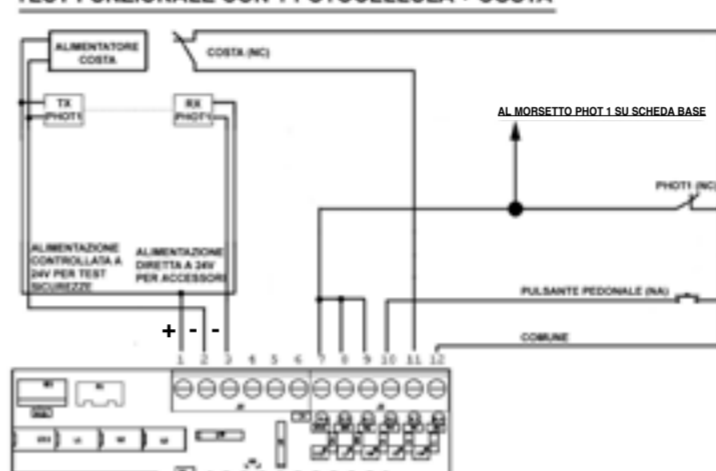 TEST FUNZIONALE CON 1 FOTOCELLULA + COSTA
ALIMENTATORE
COSTA
COSTA (NC)
TX
PHOT1
RX
PHOT1
AL MORSETTO PHOT 1 SU SCHEDA BASE
PHOT1 (NC)
ALIMENTAZIONE
CONTROLLATA A
24V PER TEST
SICUREZZE
ALIMENTAZIONE
DIRETTA A 24V
PER ACCESSORI
PULSANTE PEDONALE (NA)
COMUNE
+ - -
1 2 3 4 5 6 7 8 9 10 11 12